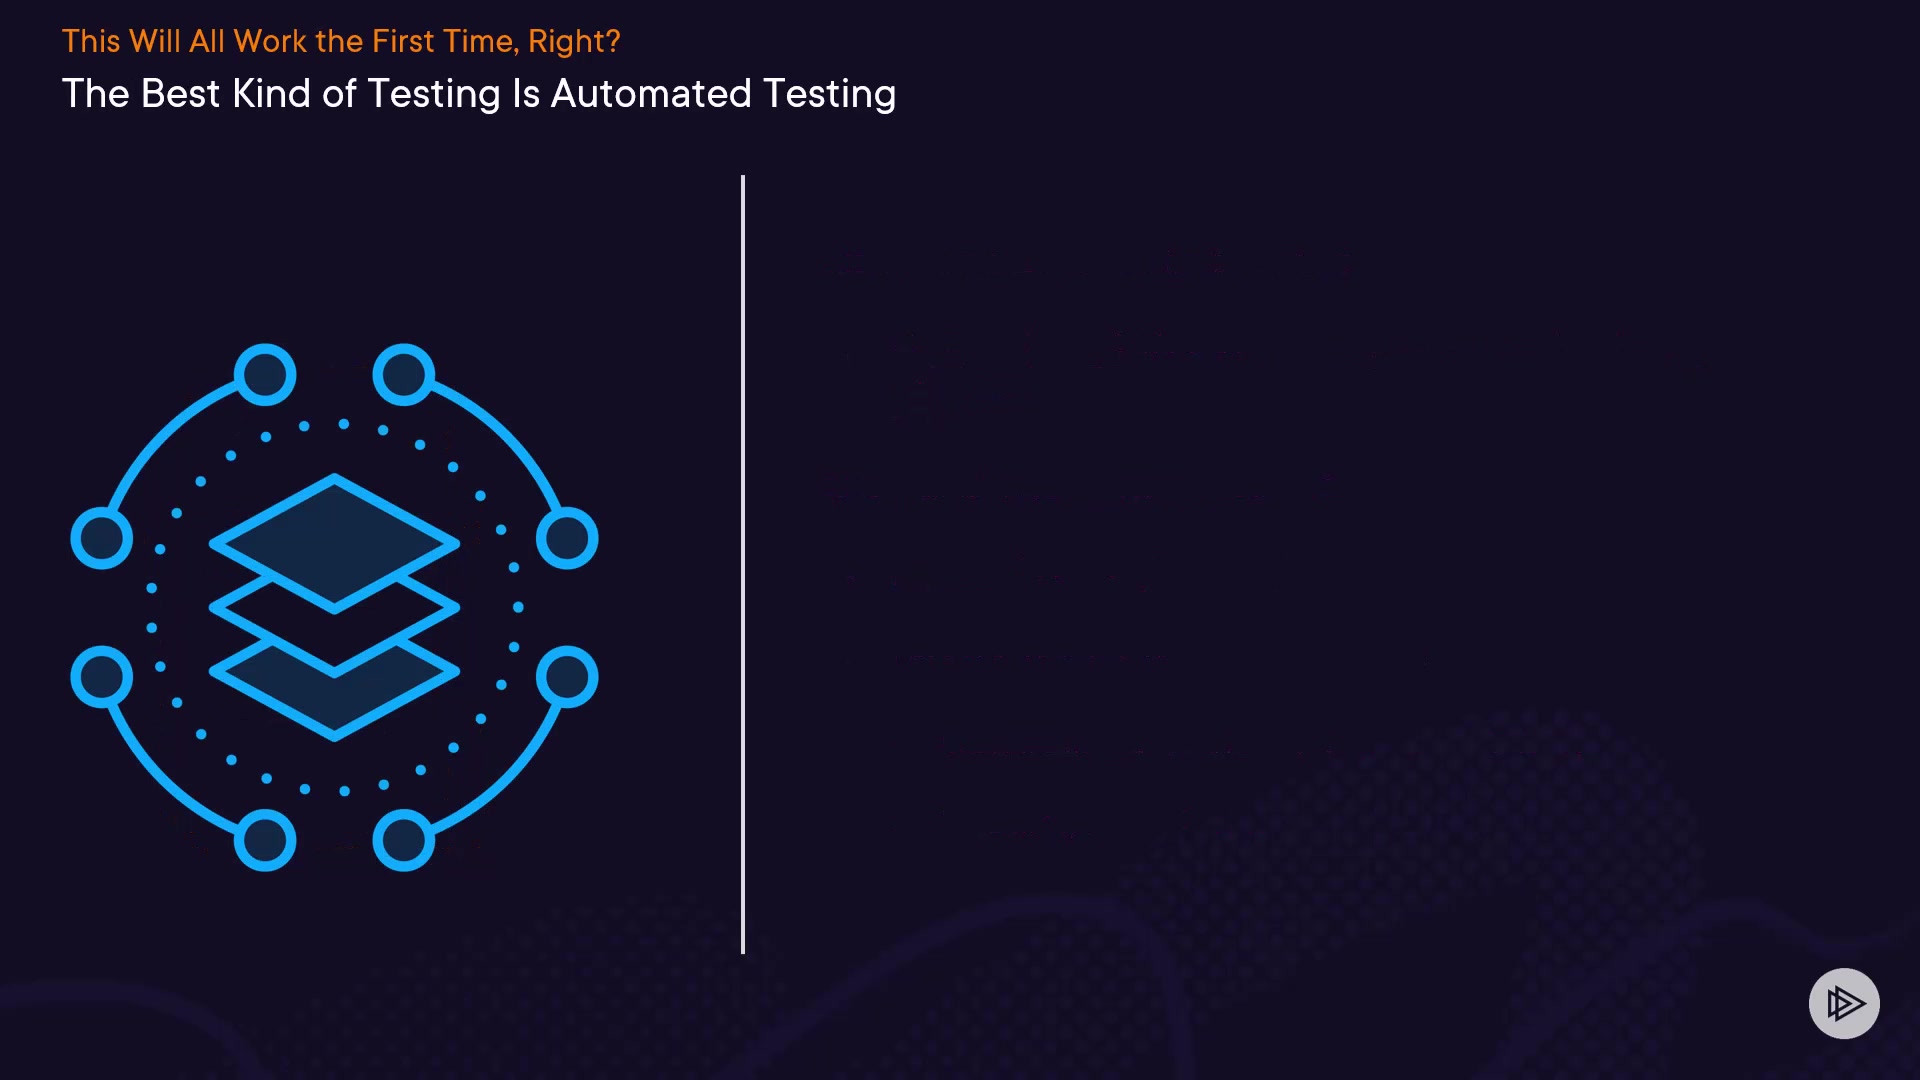 This Will All Work the First Time, Right?
The Best Kind of Testing Is Automated Testing